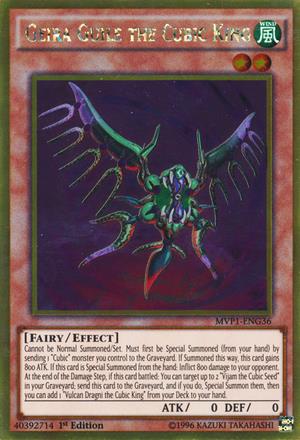 Geira Guile the Cubic King
WIND
風
MVP1-ENG36
[FAIRY/EFFECT]
Cannot be Normal Summoned/Set. Must first be Special Summoned (from your hand) by
sending 1 "Cubic" monster you control to the Graveyard. If Summoned this way, this card gains
800 ATK. If this card is Special Summoned from the hand: Inflict 800 damage to your opponent.
At the end of the Damage Step, if this card battled: You can target up to 2 "Vijam the Cubic Seed"
in your Graveyard; send this card to the Graveyard, and if you do, Special Summon them, then
you can add 1 "Vulcan Dragni the Cubic King" from your Deck to your hand.
ATK/ 0 DEF/ 0
40392714 1st Edition ©1996 KAZUKI TAKAHASHI